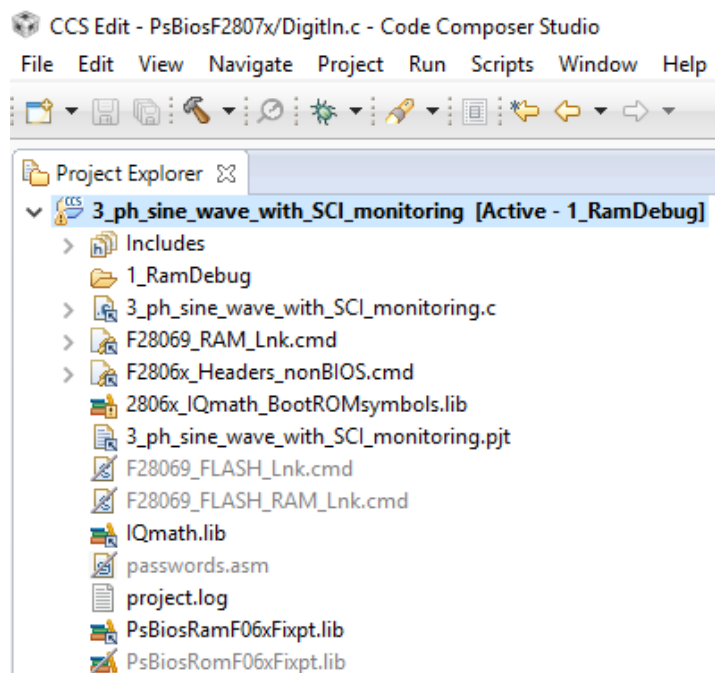 CCS Edit - PsBiosF2807x/DigitIn.c - Code Composer Studio
File Edit View Navigate Project Run Scripts Window Help
Project Explorer
3_ph_sine_wave_with_SCI_monitoring [Active - 1_RamDebug]
Includes
1_RamDebug
3_ph_sine_wave_with_SCI_monitoring.c
F28069_RAM_Lnk.cmd
F2806x_Headers_nonBIOS.cmd
2806x_IQmath_BootROMsymbols.lib
3_ph_sine_wave_with_SCI_monitoring.pjt
F28069_FLASH_Lnk.cmd
F28069_FLASH_RAM_Lnk.cmd
IQmath.lib
passwords.asm
project.log
PsBiosRamF06xFixpt.lib
PsBiosRomF06xFixpt.lib